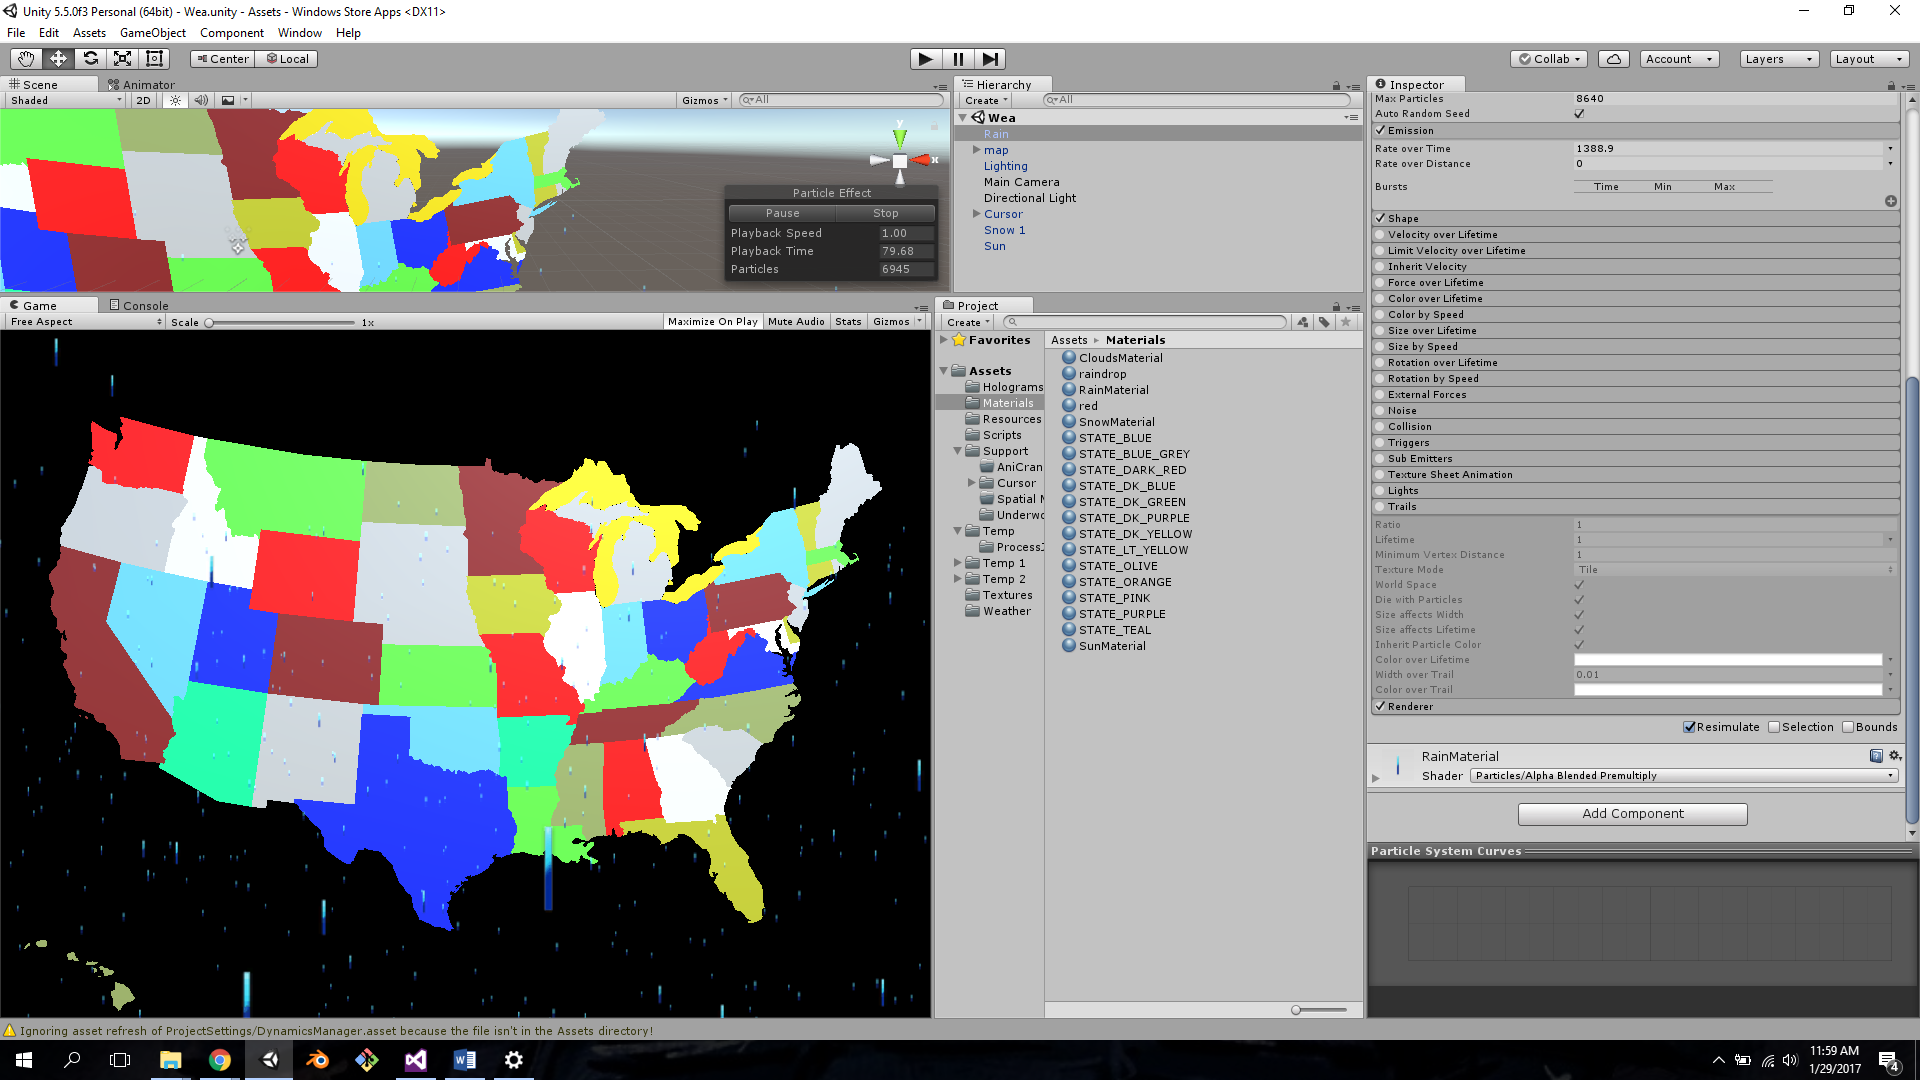 Unity 5.5.0f3 Personal (64bit) - Wea.unity - Assets - Windows Store Apps <DX11>
File Edit Assets GameObject Component Window Help
Center Local
Collab Account Layers Layout
Scene Animator
Shaded 2D Gizmos All
Particle Effect
Pause Stop
Playback Speed 1.00
Playback Time 79.68
Particles 6945
x
y
Hierarchy
Create All
Wea
Rain
map
Lighting
Main Camera
Directional Light
Cursor
Snow 1
Sun
Game Console
Free Aspect Scale 1x Maximize On Play Mute Audio Stats Gizmos
Project
Create
Favorites
Assets
Holograms
Materials
Resources
Scripts
Support
AniCran
Cursor
Spatial M
Underwo
Temp
Process
Temp 1
Temp 2
Textures
Weather
Assets Materials
CloudsMaterial
raindrop
RainMaterial
red
SnowMaterial
STATE_BLUE
STATE_BLUE_GREY
STATE_DARK_RED
STATE_DK_BLUE
STATE_DK_GREEN
STATE_DK_PURPLE
STATE_DK_YELLOW
STATE_LT_YELLOW
STATE_OLIVE
STATE_ORANGE
STATE_PINK
STATE_PURPLE
STATE_TEAL
SunMaterial
Inspector
Max Particles 8640
Auto Random Seed
Emission
Rate over Time 1388.9
Rate over Distance 0
Bursts Time Min Max
Shape
Velocity over Lifetime
Limit Velocity over Lifetime
Inherit Velocity
Force over Lifetime
Color over Lifetime
Color by Speed
Size over Lifetime
Size by Speed
Rotation over Lifetime
Rotation by Speed
External Forces
Noise
Collision
Triggers
Sub Emitters
Texture Sheet Animation
Lights
Trails
Ratio 1
Lifetime 1
Minimum Vertex Distance 1
Texture Mode Tile
World Space
Die with Particles
Size affects Width
Size affects Lifetime
Inherit Particle Color
Color over Lifetime
Width over Trail 0.01
Color over Trail
Renderer
Resimulate Selection Bounds
RainMaterial
Shader Particles/Alpha Blended Premultiply
Add Component
Particle System Curves
Ignoring asset refresh of ProjectSettings/DynamicsManager.asset because the file isn't in the Assets directory!
11:59 AM
1/29/2017
4